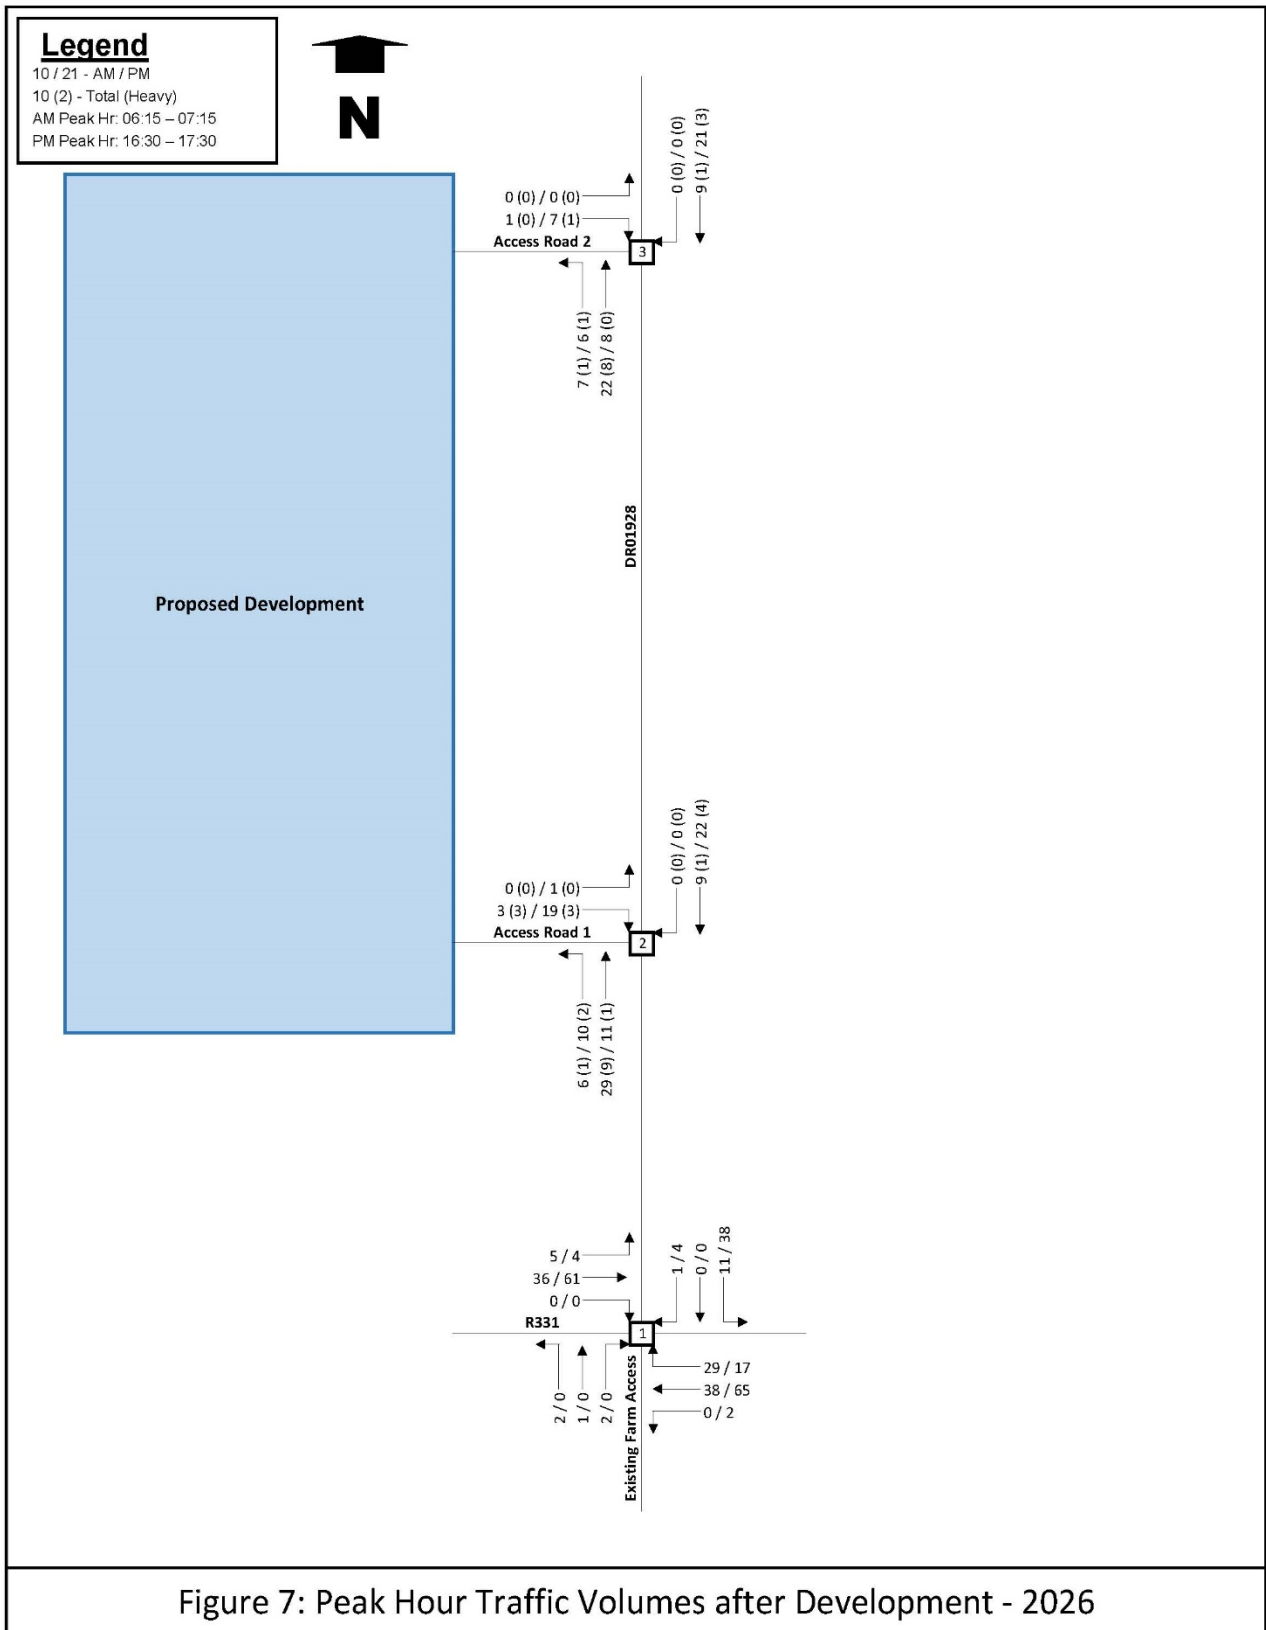 Legend
10 / 21 - AM / PM
10 (2) - Total (Heavy)
AM Peak Hr: 06:15 – 07:15
PM Peak Hr: 16:30 – 17:30
N
0 (0) / 0 (0)
9 (1) / 21 (3)
0 (0) / 0 (0)
1 (0) / 7 (1)
Access Road 2
3
7 (1) / 6 (1)
22 (8) / 8 (0)
DR01928
Proposed Development
0 (0) / 0 (0)
9 (1) / 22 (4)
0 (0) / 1 (0)
3 (3) / 19 (3)
Access Road 1
2
6 (1) / 10 (2)
29 (9) / 11 (1)
1 / 4
0 / 0
11 / 38
5 / 4
36 / 61
0 / 0
R331
1
2 / 0
1 / 0
2 / 0
Existing Farm Access
29 / 17
38 / 65
0 / 2
Figure 7: Peak Hour Traffic Volumes after Development - 2026